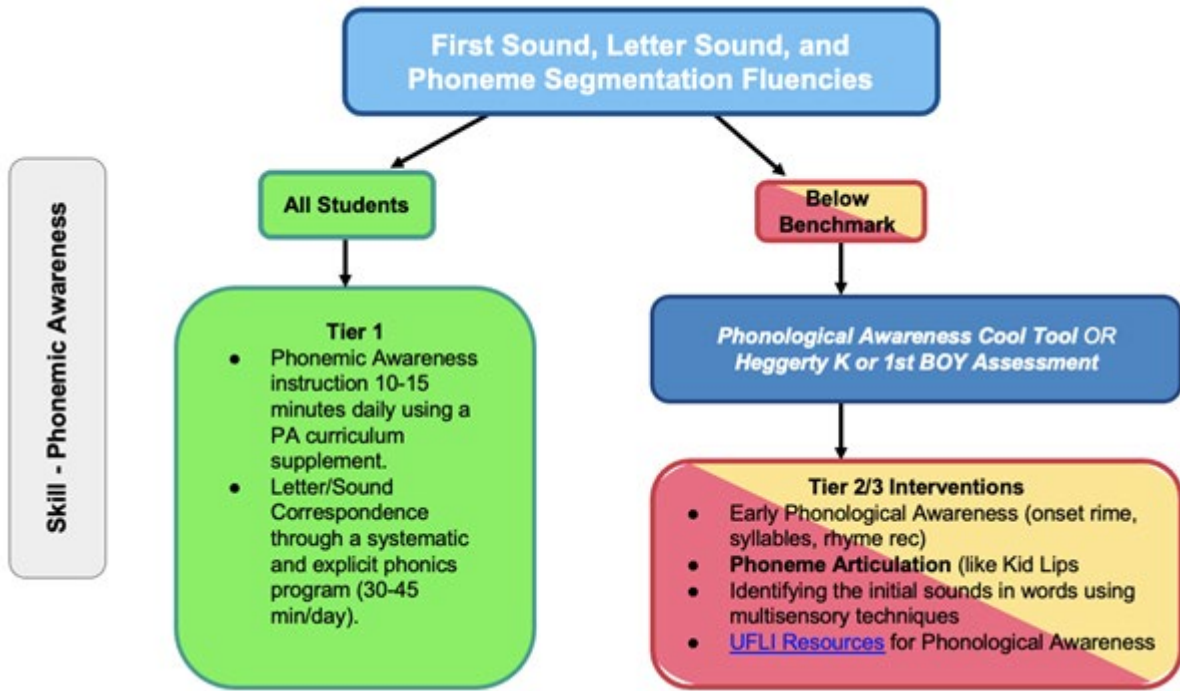 First Sound, Letter Sound, and
Phoneme Segmentation Fluencies
Skill - Phonemic Awareness
All Students
Below
Benchmark
Tier 1
● Phonemic Awareness
instruction 10-15
minutes daily using a
PA curriculum
supplement.
● Letter/Sound
Correspondence
through a systematic
and explicit phonics
program (30-45
min/day).
Phonological Awareness Cool Tool OR
Heggerty K or 1st BOY Assessment
Tier 2/3 Interventions
● Early Phonological Awareness (onset rime,
syllables, rhyme rec)
● Phoneme Articulation (like Kid Lips
● Identifying the initial sounds in words using
multisensory techniques
● UFLI Resources for Phonological Awareness